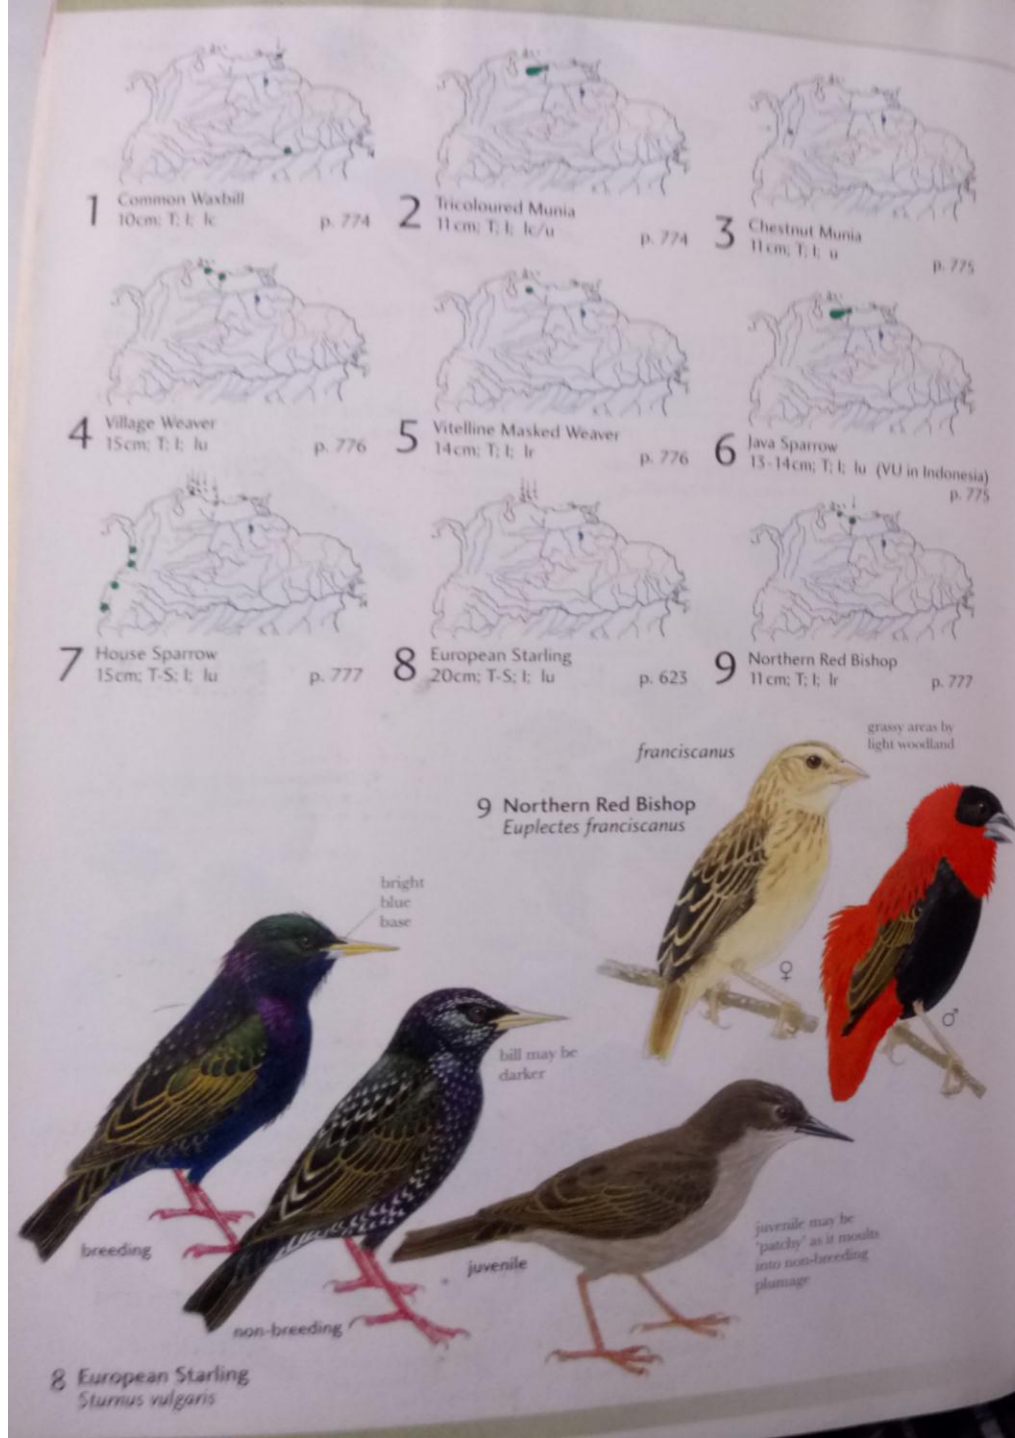 1 Common Waxbill
10cm; T; I; lc p. 774
2 Tricoloured Munia
11cm; T; I; lc/u p. 774
3 Chestnut Munia
11cm; T; I; u p. 775
4 Village Weaver
15cm; T; I; lu p. 776
5 Vitelline Masked Weaver
14cm; T; I; lr p. 776
6 Java Sparrow
13-14cm; T; I; lu (VU in Indonesia)
p. 775
7 House Sparrow
15cm; T-S; I; lu p. 777
8 European Starling
20cm; T-S; I; lu p. 623
9 Northern Red Bishop
11cm; T; I; lr p. 777
grassy areas by
light woodland
franciscanus
9 Northern Red Bishop
Euplectes franciscanus
♀
♂
bright
blue
base
bill may be
darker
breeding
non-breeding
juvenile
juvenile may be
'patchy' as it moults
into non-breeding
plumage
8 European Starling
Sturnus vulgaris